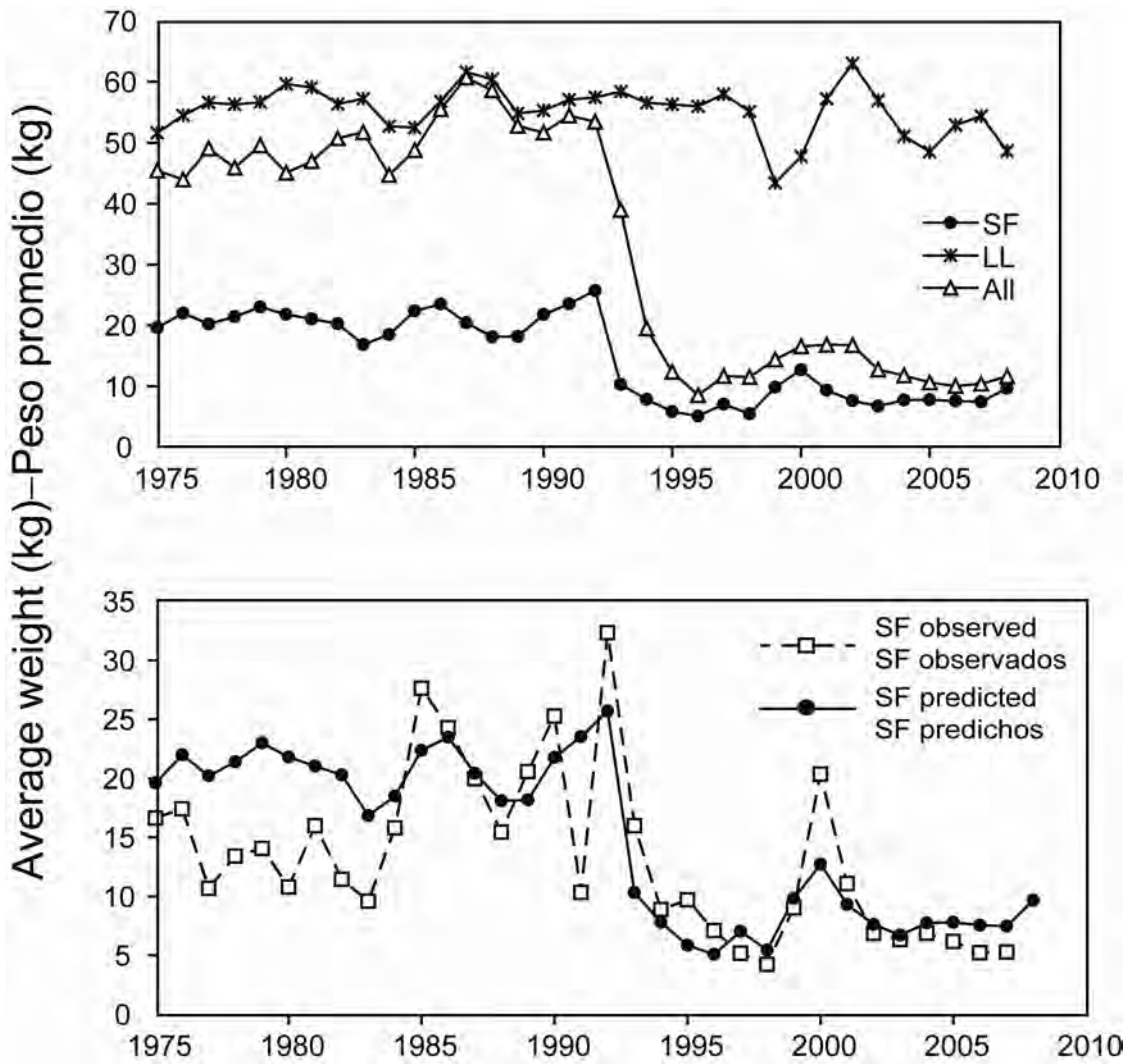 Average weight (kg)–Peso promedio (kg)
70
60
50
40
30
20
10
0
SF
LL
All
1975 1980 1985 1990 1995 2000 2005 2010
35
30
25
20
15
10
5
0
SF observed
SF observados
SF predicted
SF predichos
1975 1980 1985 1990 1995 2000 2005 2010